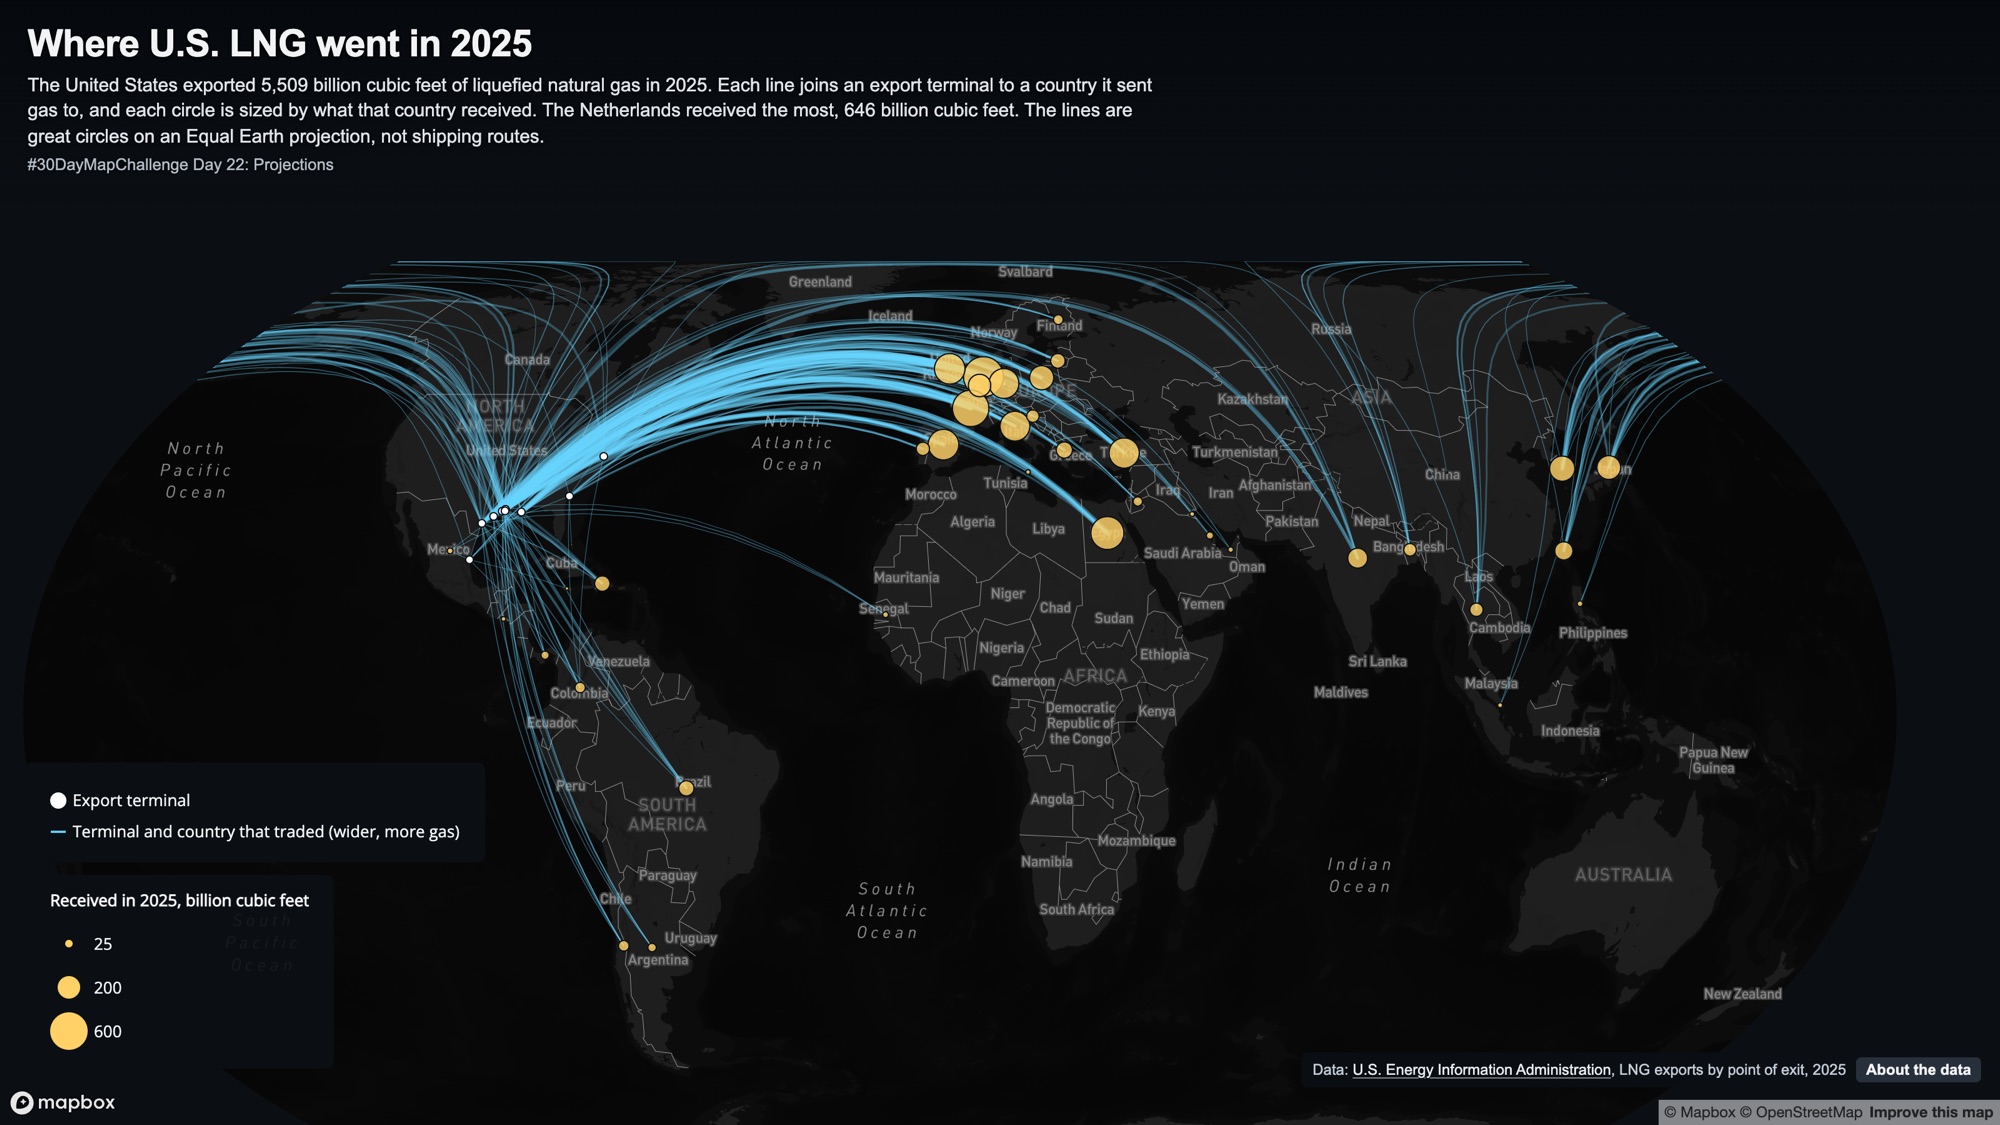 Where U.S. LNG went in 2025
The United States exported 5,509 billion cubic feet of liquefied natural gas in 2025. Each line joins an export terminal to a country it sent
gas to, and each circle is sized by what that country received. The Netherlands received the most, 646 billion cubic feet. The lines are
great circles on an Equal Earth projection, not shipping routes.
#30DayMapChallenge Day 22: Projections
Svalbard
Greenland
Iceland
Norway
Finland
Russia
Canada
NORTH
AMERICA
United States
North
Pacific
Ocean
North
Atlantic
Ocean
Kazakhstan
ASIA
Turkmenistan
China
Tunisia
Morocco
Iraq
Iran
Afghanistan
Algeria
Libya
Pakistan
Nepal
Mexico
Cuba
Saudi Arabia
Oman
Laos
Mauritania
Niger
Chad
Sudan
Yemen
Senegal
Cambodia
Philippines
Nigeria
Ethiopia
Venezuela
Cameroon
AFRICA
Sri Lanka
Malaysia
Maldives
Colombia
Democratic
Republic of
the Congo
Kenya
Ecuador
Indonesia
Papua New
Guinea
Peru
SOUTH
AMERICA
Angola
Mozambique
Namibia
Indian
Ocean
AUSTRALIA
Paraguay
Chile
South
Atlantic
Ocean
South Africa
Uruguay
Argentina
New Zealand
Export terminal
Terminal and country that traded (wider, more gas)
Received in 2025, billion cubic feet
South
Pacific
Ocean
25
200
600
Data: U.S. Energy Information Administration, LNG exports by point of exit, 2025
About the data
mapbox
© Mapbox © OpenStreetMap Improve this map